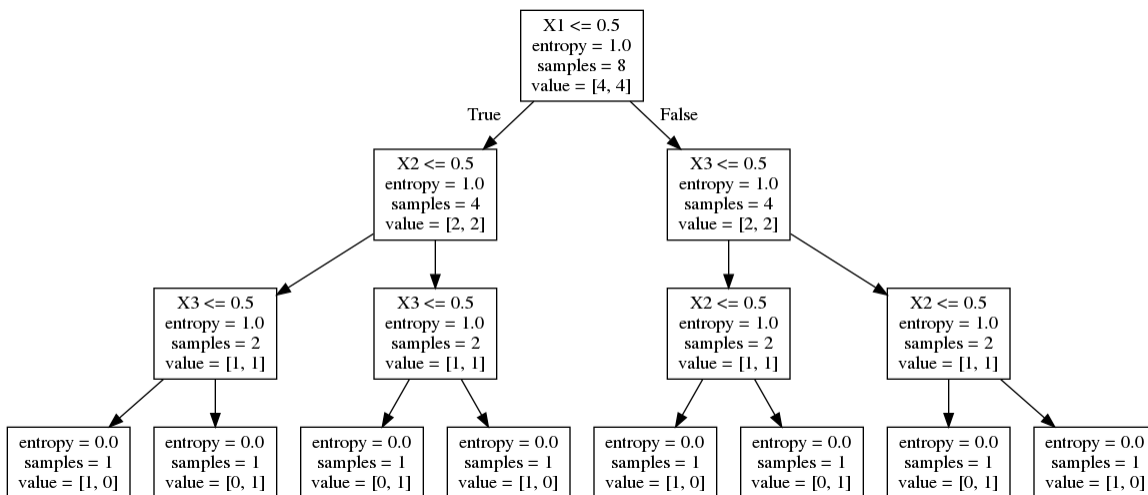 X1 <= 0.5
entropy = 1.0
samples = 8
value = [4, 4]
True
False
X2 <= 0.5
entropy = 1.0
samples = 4
value = [2, 2]
X3 <= 0.5
entropy = 1.0
samples = 4
value = [2, 2]
X3 <= 0.5
entropy = 1.0
samples = 2
value = [1, 1]
X3 <= 0.5
entropy = 1.0
samples = 2
value = [1, 1]
X2 <= 0.5
entropy = 1.0
samples = 2
value = [1, 1]
X2 <= 0.5
entropy = 1.0
samples = 2
value = [1, 1]
entropy = 0.0
samples = 1
value = [1, 0]
entropy = 0.0
samples = 1
value = [0, 1]
entropy = 0.0
samples = 1
value = [0, 1]
entropy = 0.0
samples = 1
value = [1, 0]
entropy = 0.0
samples = 1
value = [1, 0]
entropy = 0.0
samples = 1
value = [0, 1]
entropy = 0.0
samples = 1
value = [0, 1]
entropy = 0.0
samples = 1
value = [1, 0]